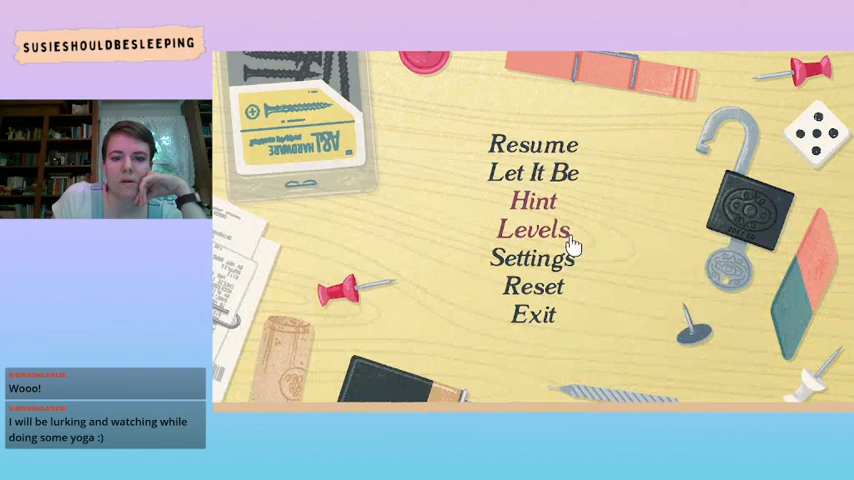 SUSIESHOULDBESLEEPING
A&J HARDWARE
Resume
Let It Be
Hint
Levels
Settings
Reset
Exit
Wooo!
I will be lurking and watching while
doing some yoga :)